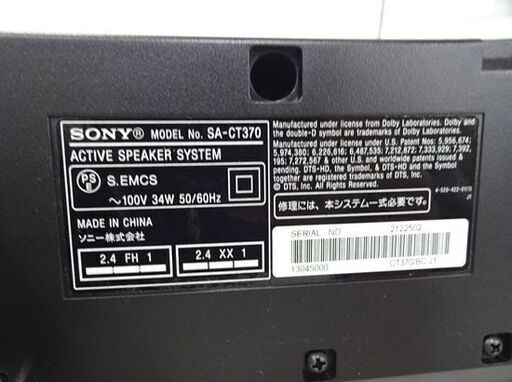 SONY® MODEL No. SA-CT370
ACTIVE SPEAKER SYSTEM
PS
E
S.EMCS
～100V 34W 50/60Hz
MADE IN CHINA
ソニー株式会社
2.4 FH 1
2.4 XX 1
Manufactured under license from Dolby Laboratories. Dolby and
the double-D symbol are trademarks of Dolby Laboratories.
Manufactured under license under U.S. Patents 5,956,674;
5,974,380; 6,226,616; 6,487,535; 7,212,872; 7,333,929; 7,392,
195; 7,272,567 & other U.S. and worldwide patents issued &
pending. DTS, DTS-HD and the Symbol are registered
trademarks of DTS, Inc.
© DTS, Inc. All Rights Reserved.
J1
修理には、本システム一式必要です。
SERIAL NO. 2122502
13045000 CT370/BC J1